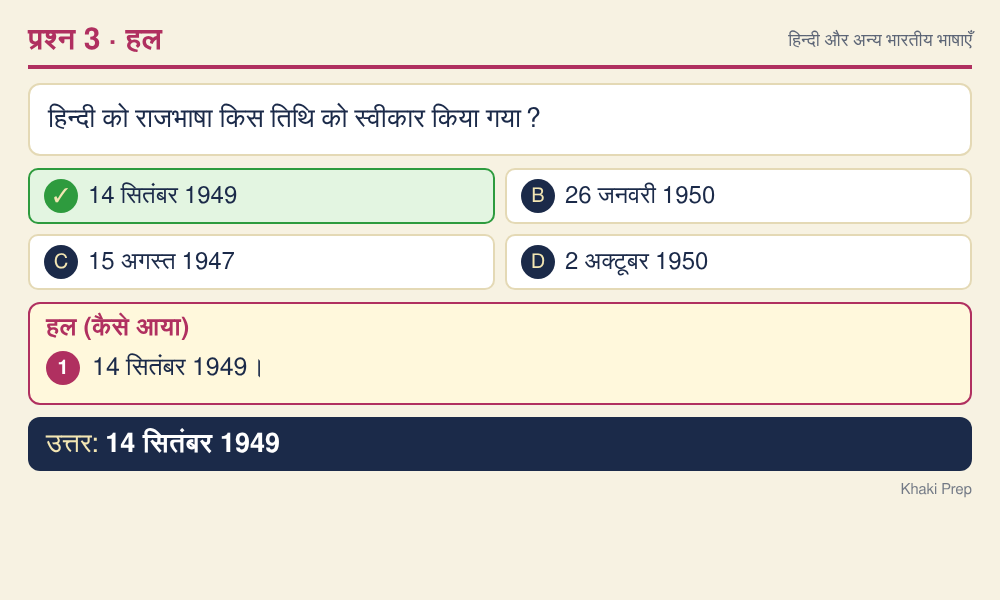 प्रश्न 3 · हल
हिन्दी और अन्य भारतीय भाषाएँ
हिन्दी को राजभाषा किस तिथि को स्वीकार किया गया ?
✓ 14 सितंबर 1949
B 26 जनवरी 1950
C 15 अगस्त 1947
D 2 अक्टूबर 1950
हल (कैसे आया)
1 14 सितंबर 1949 ।
उत्तर: 14 सितंबर 1949
Khaki Prep